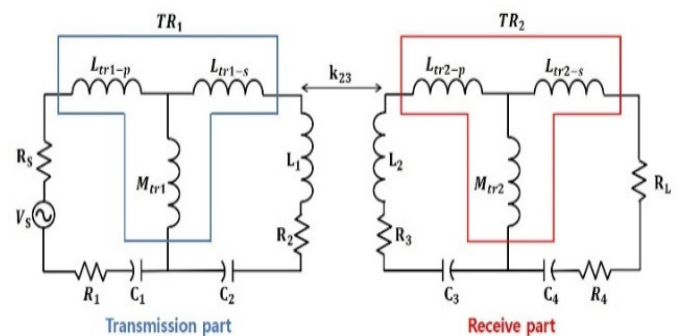 TR₁
TR₂
Lₜᵣ₁₋ₚ
Lₜᵣ₁₋ₛ
k₂₃
Lₜᵣ₂₋ₚ
Lₜᵣ₂₋ₛ
Rₛ
Mₜᵣ₁
L₁
L₂
Mₜᵣ₂
R_L
Vₛ
R₂
R₃
R₁
C₁
C₂
C₃
C₄
R₄
Transmission part
Receive part